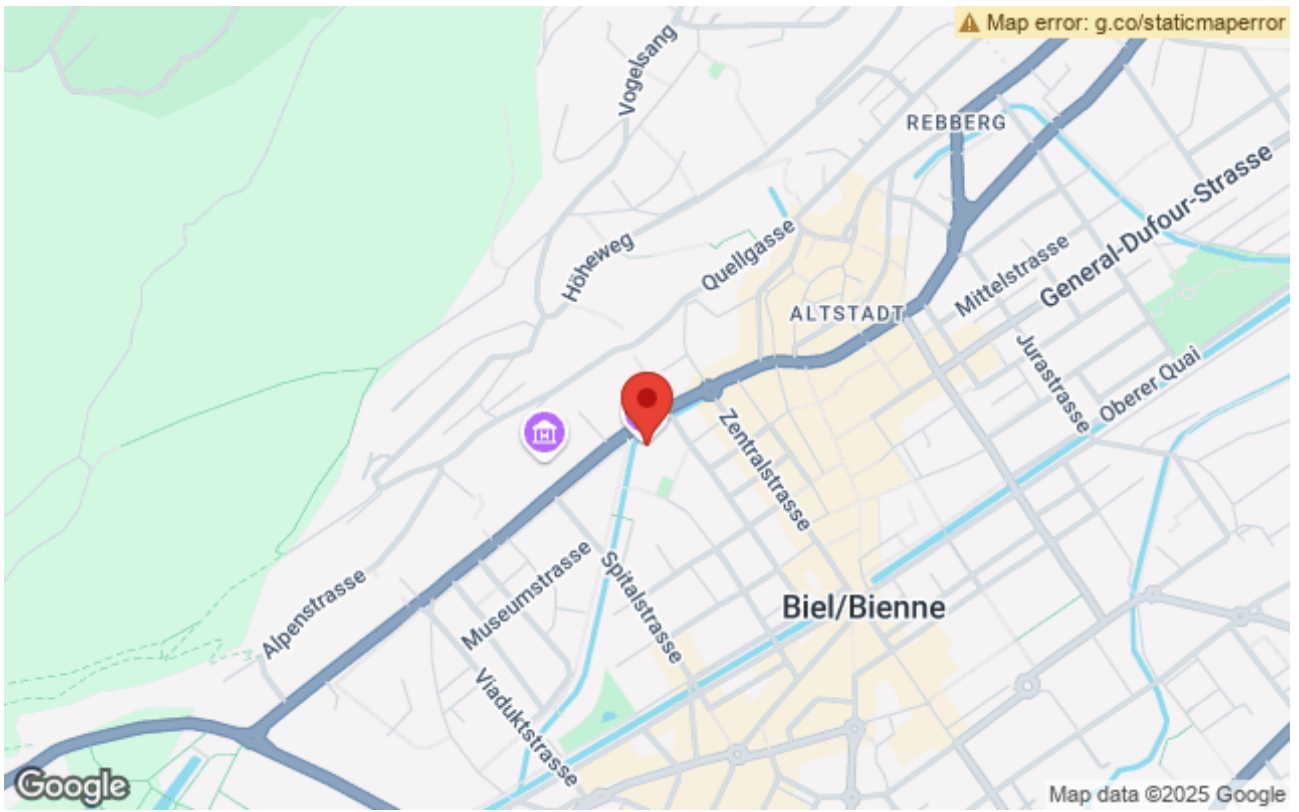 Map error: g.co/staticmaperror
Vogelsang
REBBERG
General-Dufour-Strasse
Höheweg
Quellgasse
Mittelstrasse
ALTSTADT
Jurastrasse
Oberer Quai
Zentralstrasse
Museumstrasse
Spitalstrasse
Alpenstrasse
Biel/Bienne
Viaduktstrasse
Google
Map data ©2025 Google